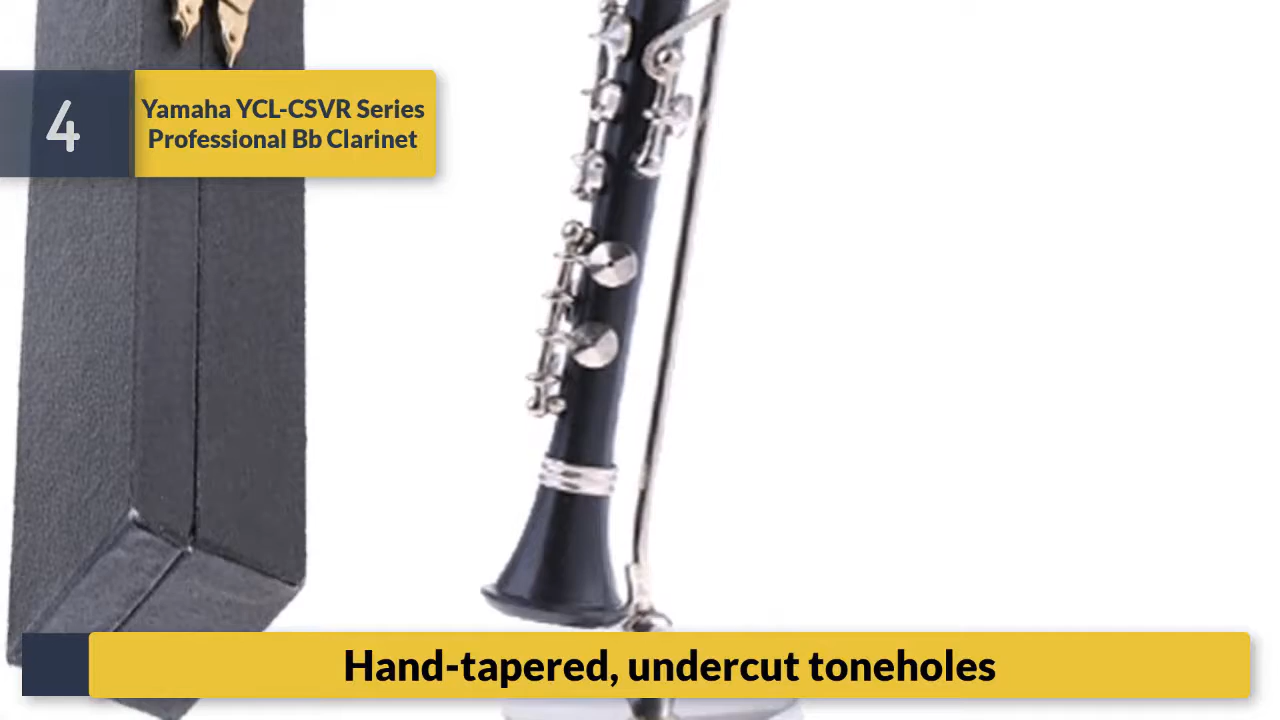 4
Yamaha YCL-CSVR Series
Professional Bb Clarinet
Hand-tapered, undercut toneholes